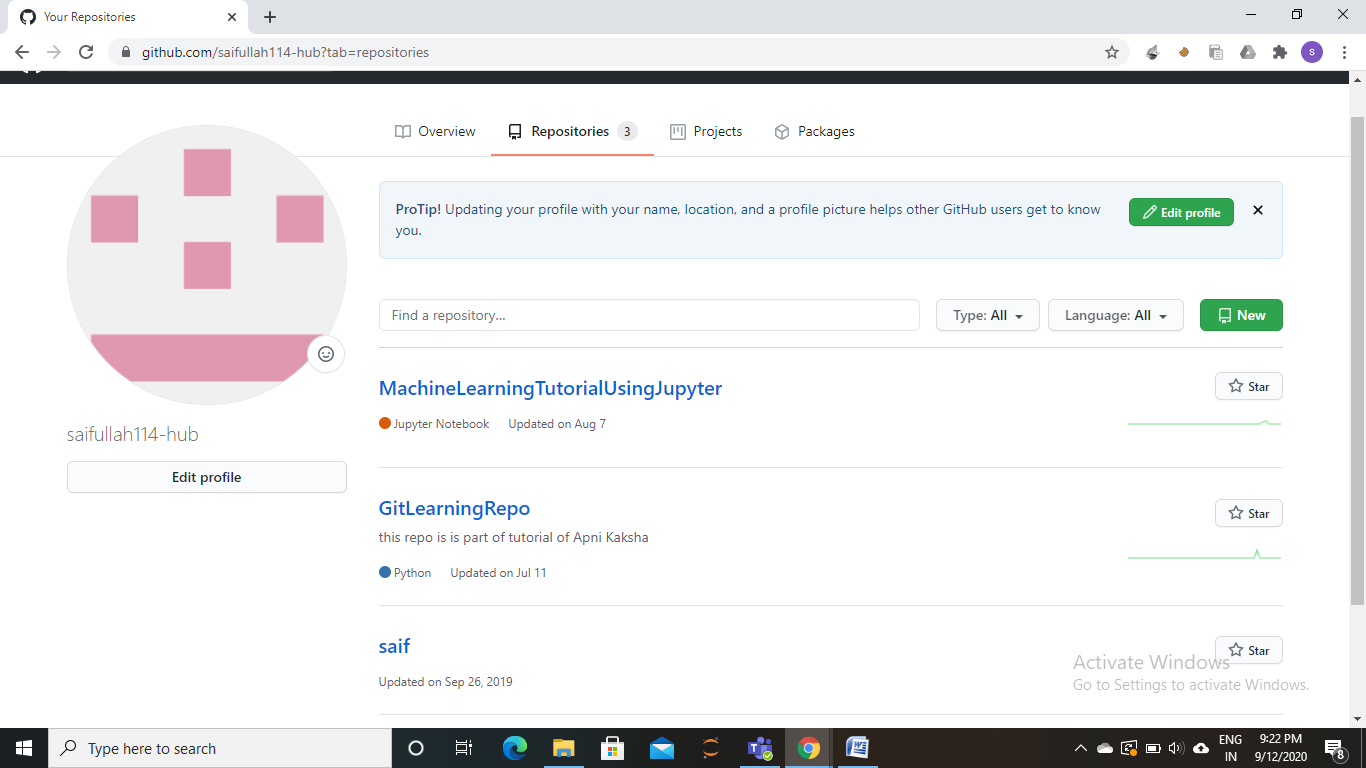 Your Repositories
github.com/saifullah114-hub?tab=repositories
S
Overview
Repositories 3
Projects
Packages
ProTip! Updating your profile with your name, location, and a profile picture helps other GitHub users get to know
you.
Edit profile
Find a repository...
Type: All
Language: All
New
MachineLearningTutorialUsingJupyter
Star
Jupyter Notebook Updated on Aug 7
saifullah114-hub
Edit profile
GitLearningRepo
Star
this repo is is part of tutorial of Apni Kaksha
Python Updated on Jul 11
saif
Star
Updated on Sep 26, 2019
Activate Windows
Go to Settings to activate Windows.
Type here to search
ENG
IN
9:22 PM
9/12/2020
8